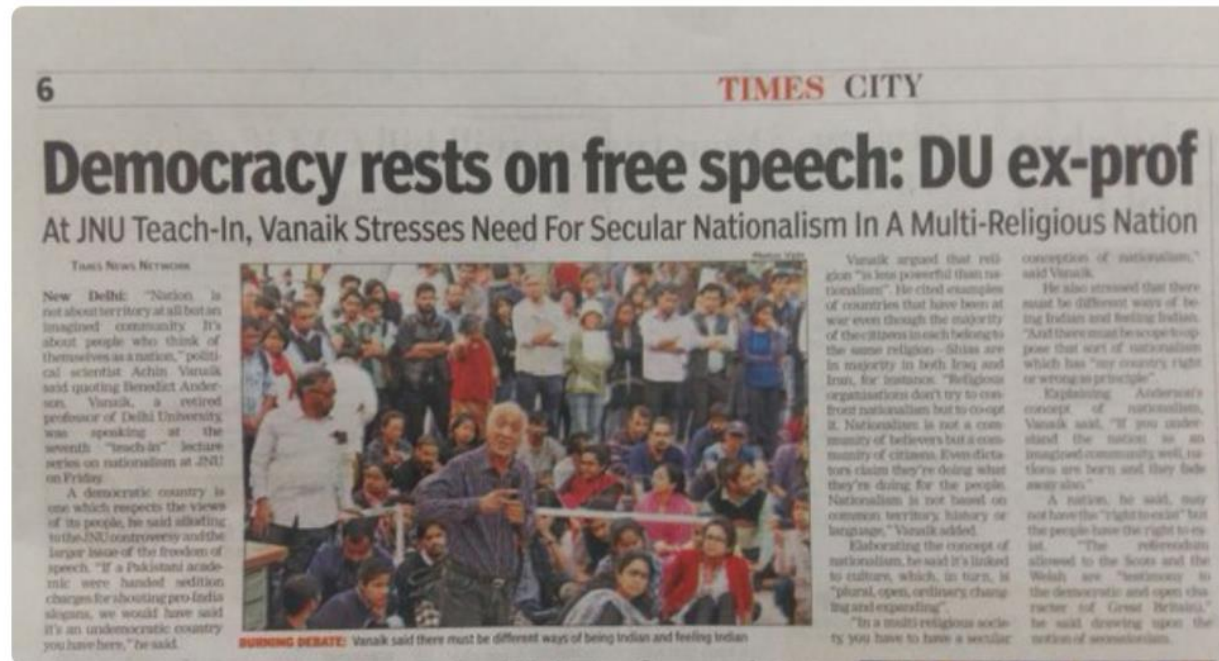 6
TIMES CITY
Democracy rests on free speech: DU ex-prof
At JNU Teach-In, Vanaik Stresses Need For Secular Nationalism In A Multi-Religious Nation
TIMES NEWS NETWORK
New Delhi: "Nation is
not about territory at all but an
imagined community. It's
about people who think of
themselves as a nation," politi-
cal scientist Achin Vanaik
said quoting Benedict Ander-
son. Vanaik, a retired
professor of Delhi University,
was speaking at the
seventh "teach-in" lecture
series on nationalism at JNU
on Friday.
A democratic country is
one which respects the views
of its people, he said alluding
to the JNU controversy and the
larger issue of the freedom of
speech. "If a Pakistani acade-
mic were handed sedition
charges for shouting pro-India
slogans, we would have said
it's an undemocratic country
you have here," he said.
BURNING DEBATE: Vanaik said there must be different ways of being Indian and feeling Indian
Vanaik argued that reli-
gion "is less powerful than na-
tionalism". He cited examples
of countries that have been at
war even though the majority
of the citizens in each belong to
the same religion—Shias are
in majority in both Iraq and
Iran, for instance. "Religious
organisations don't try to con-
front nationalism but to co-opt
it. Nationalism is not a com-
munity of believers but a com-
munity of citizens. Even dicta-
tors claim they're doing what
they're doing for the people.
Nationalism is not based on
common territory, history or
language," Vanaik added.
Elaborating the concept of
nationalism, he said it's linked
to culture, which, in turn, is
"plural, open, ordinary, chang-
ing and expanding".
"In a multi religious socie-
ty, you have to have a secular
conception of nationalism,"
said Vanaik.
He also stressed that there
must be different ways of be-
ing Indian and feeling Indian.
"And there must be scope to op-
pose that sort of nationalism
which has "my country, right
or wrong as principle".
Explaining Anderson's
concept of nationalism,
Vanaik said, "If you under-
stand the nation as an
imagined community, well, na-
tions are born and they fade
away also."
A nation, he said, may
not have the "right to exist" but
the people have the right to ex-
ist. "The referendum
allowed to the Scots and the
Welsh are "testimony to
the democratic and open cha-
racter (of Great Britain),"
he said drawing upon the
notion of secessionism.